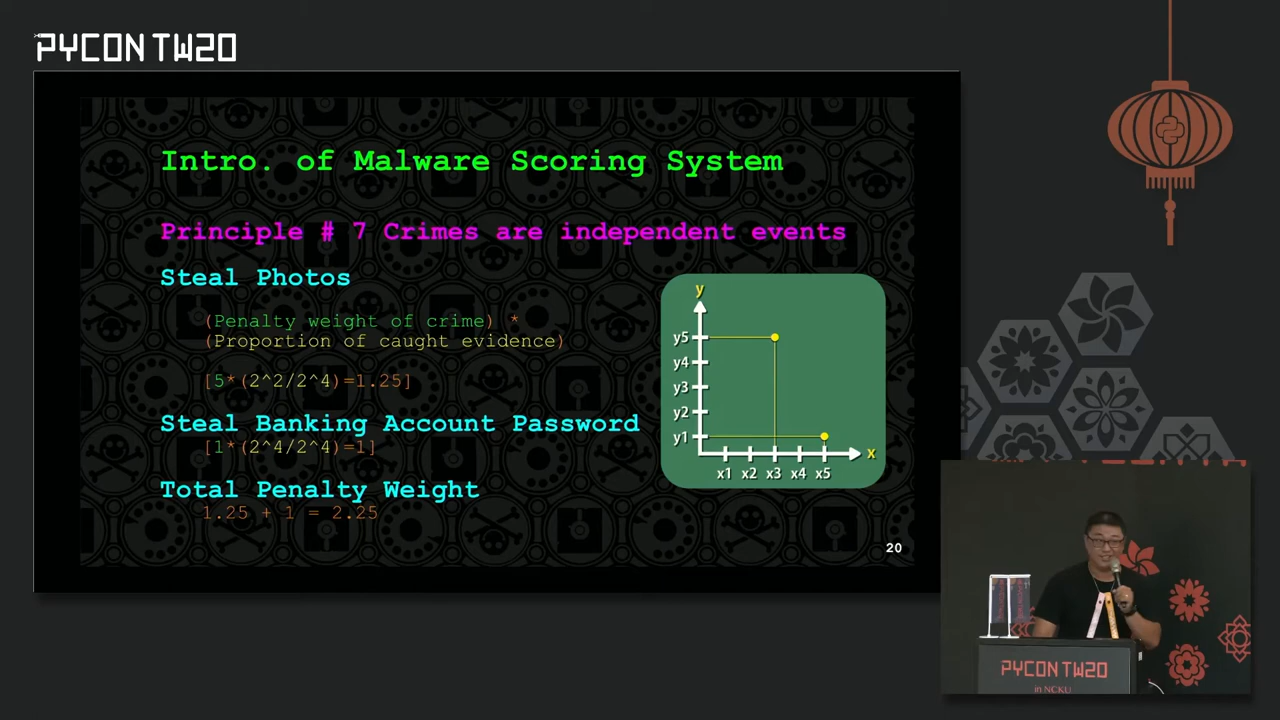 PYCON TW20
Intro. of Malware Scoring System
Principle # 7 Crimes are independent events
Steal Photos
(Penalty weight of crime) *
(Proportion of caught evidence)
[5*(2^2/2^4)=1.25]
Steal Banking Account Password
[1*(2^4/2^4)=1]
Total Penalty Weight
1.25 + 1 = 2.25
y
y5
y4
y3
y2
y1
x
x1 x2 x3 x4 x5
20
PYCON TW20
in NCKU